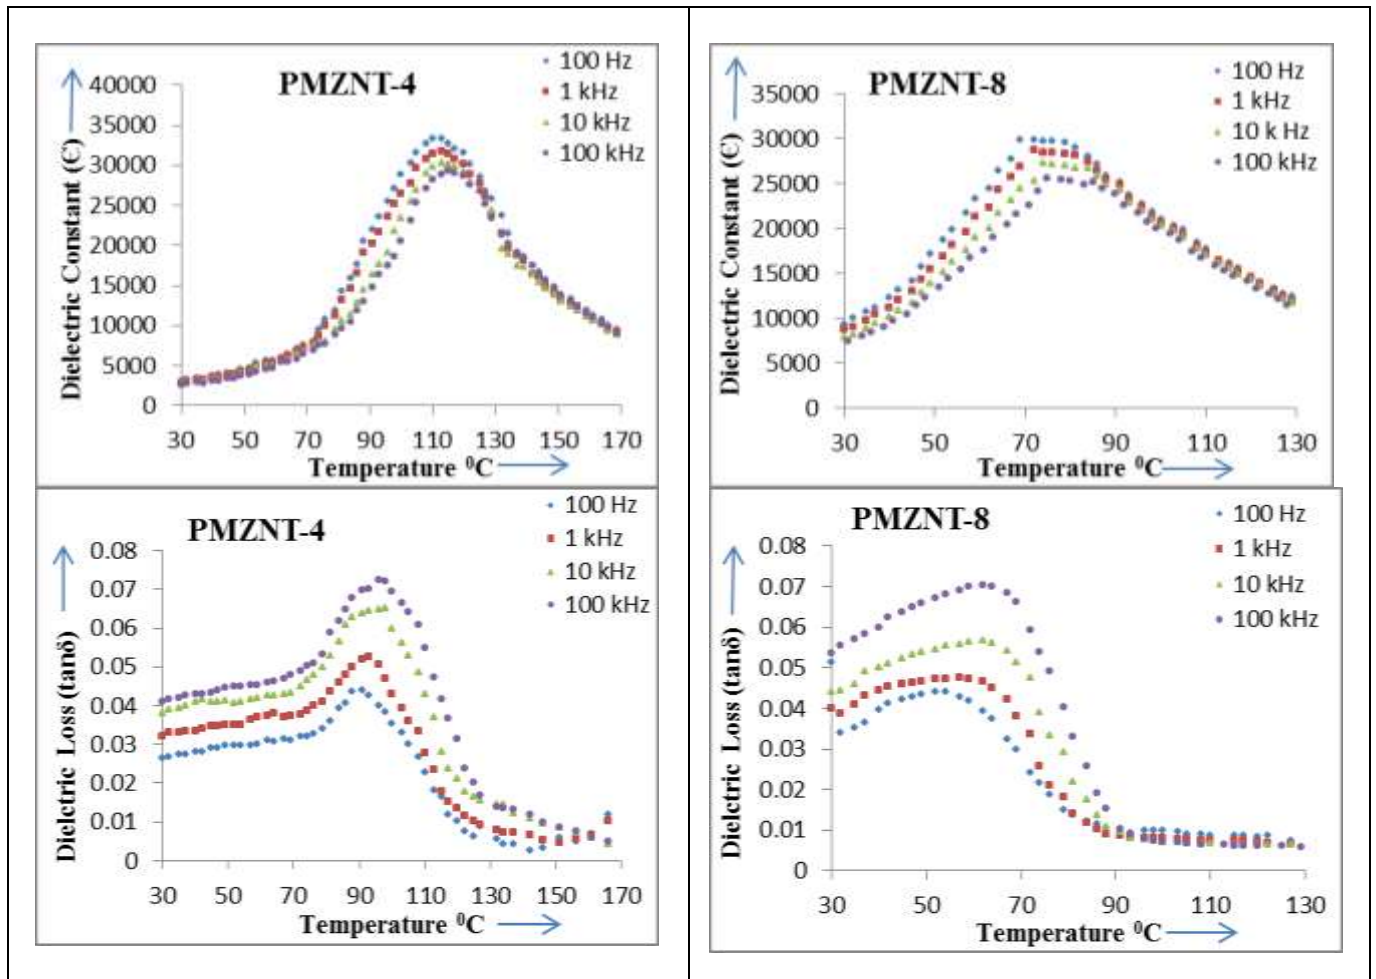 PMZNT-4
100 Hz
1 kHz
10 kHz
100 kHz
40000
35000
30000
25000
20000
15000
10000
5000
0
Dielectric Constant (Є)
30 50 70 90 110 130 150 170
Temperature ⁰C
PMZNT-8
100 Hz
1 kHz
10 k Hz
100 kHz
35000
30000
25000
20000
15000
10000
5000
0
Dielectric Constant (Є)
30 50 70 90 110 130
Temperature ⁰C
PMZNT-4
100 Hz
1 kHz
10 kHz
100 kHz
0.08
0.07
0.06
0.05
0.04
0.03
0.02
0.01
0
Dielctric Loss (tanδ)
30 50 70 90 110 130 150 170
Temperature ⁰C
PMZNT-8
100 Hz
1 kHz
10 kHz
100 kHz
0.08
0.07
0.06
0.05
0.04
0.03
0.02
0.01
0
Dielctric Loss (tanδ)
30 50 70 90 110 130
Temperature ⁰C